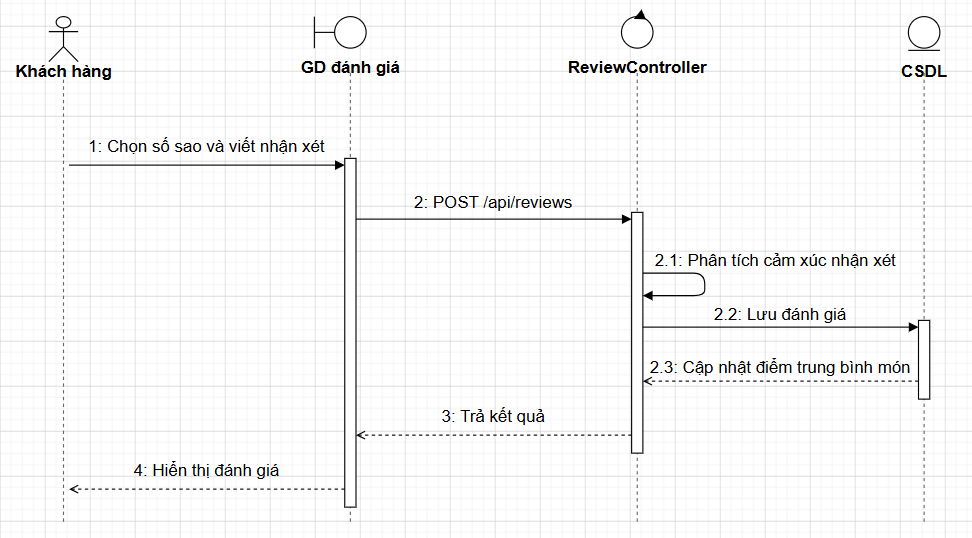 Khách hàng
GD đánh giá
ReviewController
CSDL
1: Chọn số sao và viết nhận xét
2: POST /api/reviews
2.1: Phân tích cảm xúc nhận xét
2.2: Lưu đánh giá
2.3: Cập nhật điểm trung bình món
3: Trả kết quả
4: Hiển thị đánh giá